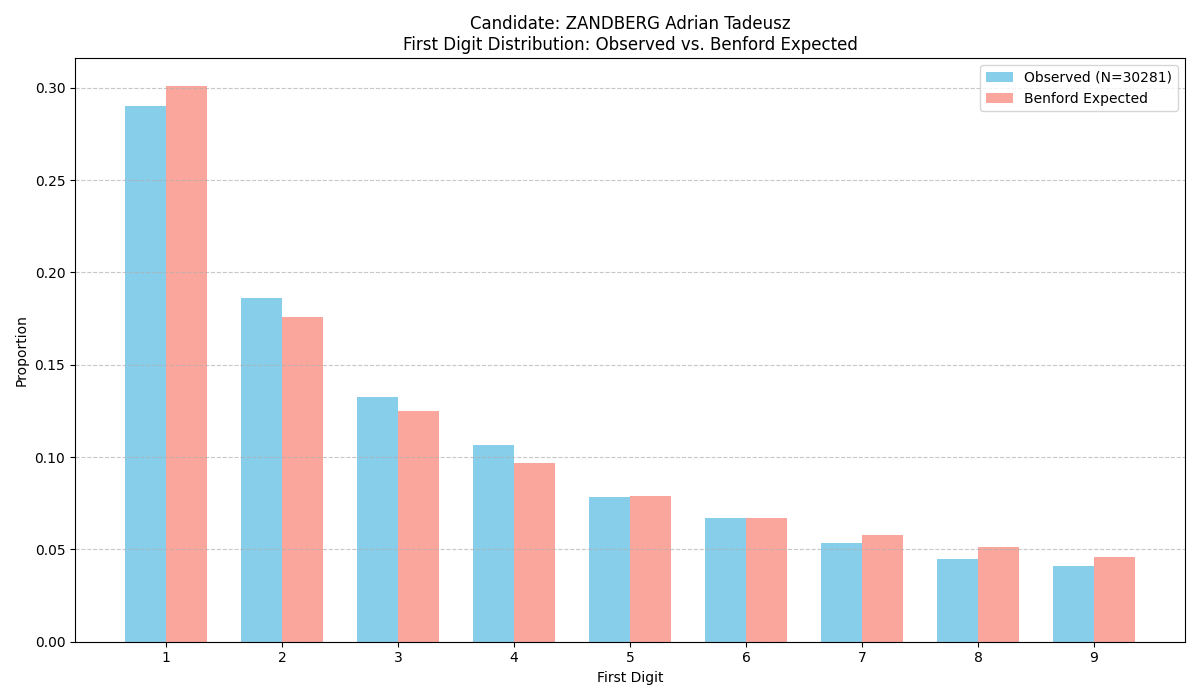 Candidate: ZANDBERG Adrian Tadeusz
First Digit Distribution: Observed vs. Benford Expected
Observed (N=30281)
Benford Expected
Proportion
0.30
0.25
0.20
0.15
0.10
0.05
0.00
1 2 3 4 5 6 7 8 9
First Digit